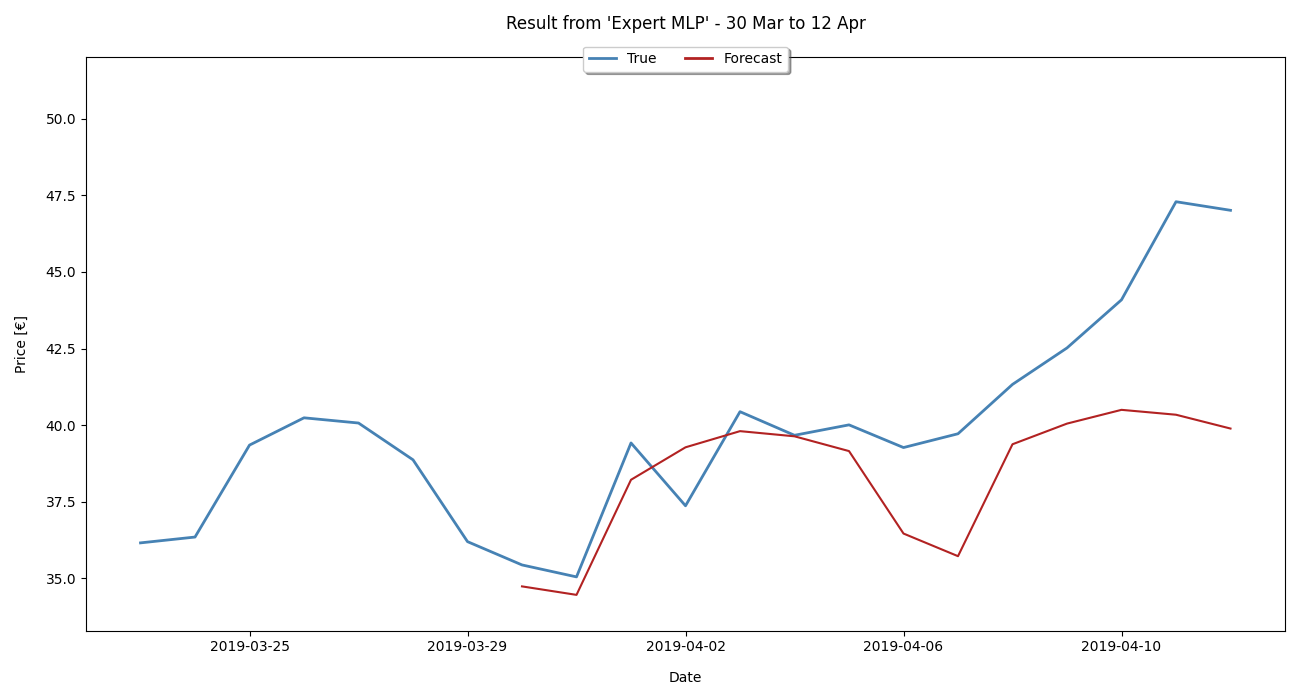 Result from 'Expert MLP' - 30 Mar to 12 Apr
True
Forecast
50.0
47.5
45.0
42.5
40.0
37.5
35.0
Price [€]
2019-03-25
2019-03-29
2019-04-02
2019-04-06
2019-04-10
Date